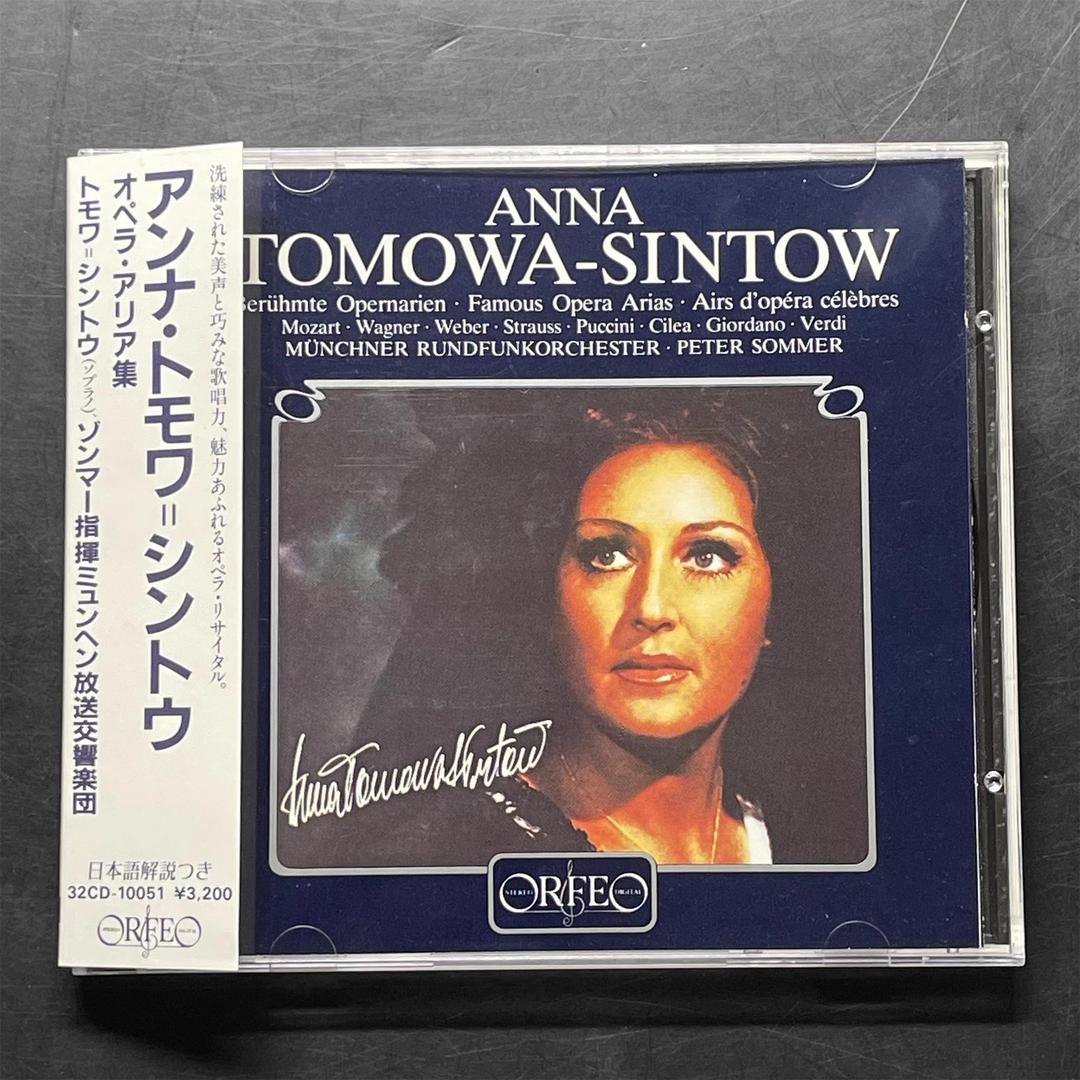 洗練された美声と巧みな歌唱力、魅力あふれるオペラ・リサイタル。
アンナ・トモワ=シントウ
オペラ・アリア集
トモワ=シントウ(ソプラノ)、ゾンマー指揮ミュンヘン放送交響楽団
日本語解説つき
32CD-10051 ¥3,200
ORFEO
ANNA
TOMOWA-SINTOW
Berühmte Opernarien · Famous Opera Arias · Airs d'opéra célèbres
Mozart · Wagner · Weber · Strauss · Puccini · Cilea · Giordano · Verdi
MÜNCHNER RUNDFUNKORCHESTER · PETER SOMMER
Anna Tomowa Sintow
STEREO ORFEO DIGITAL